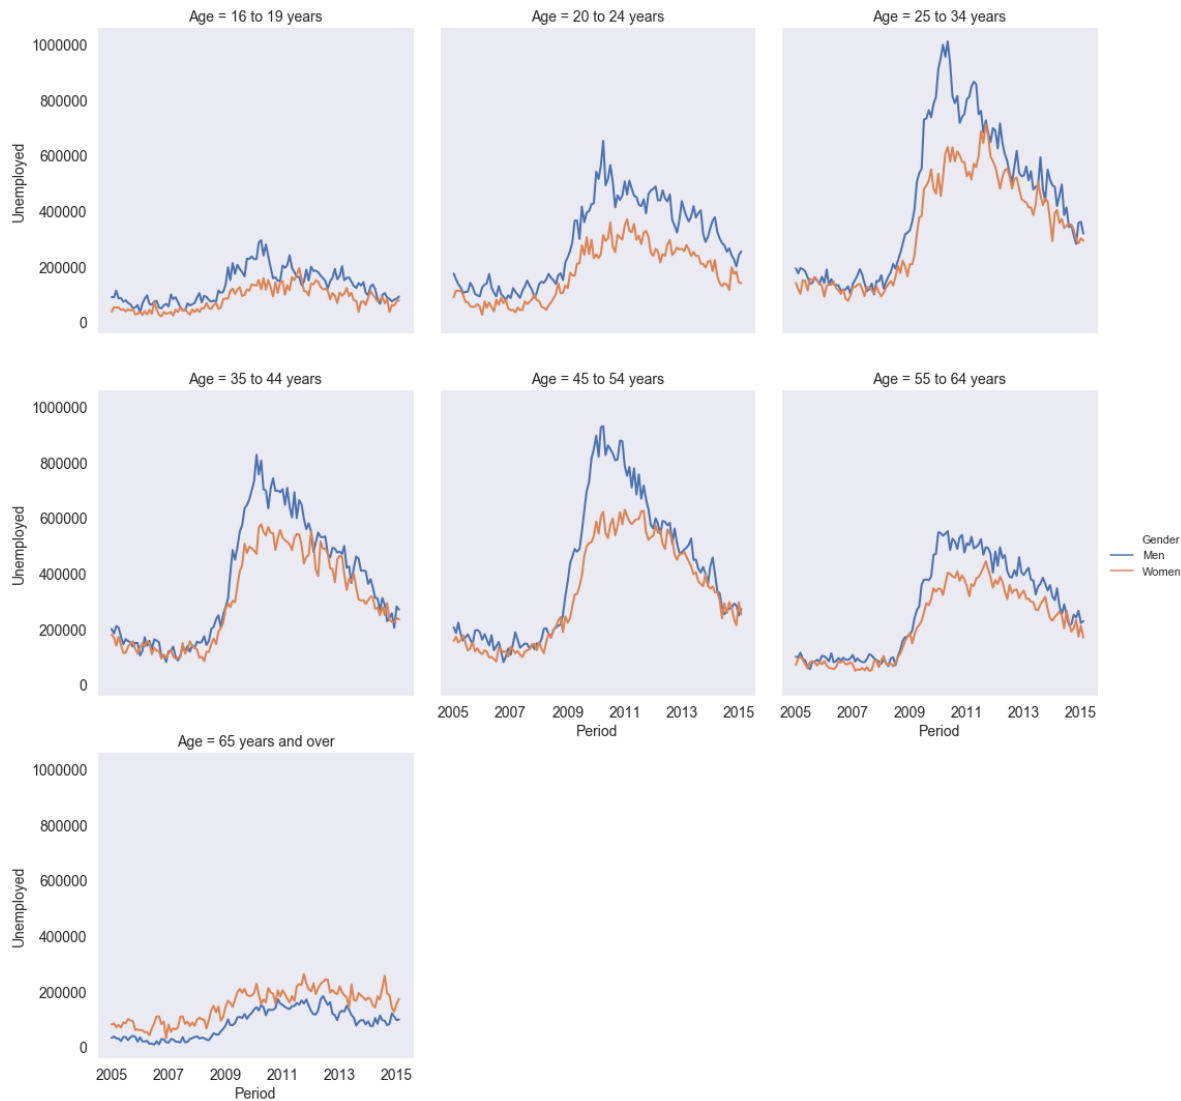 Age = 16 to 19 years
Age = 20 to 24 years
Age = 25 to 34 years
1000000
800000
600000
400000
200000
0
Unemployed
Age = 35 to 44 years
Age = 45 to 54 years
Age = 55 to 64 years
1000000
800000
600000
400000
200000
0
Unemployed
2005 2007 2009 2011 2013 2015
Period
2005 2007 2009 2011 2013 2015
Period
Gender
Men
Women
Age = 65 years and over
1000000
800000
600000
400000
200000
0
Unemployed
2005 2007 2009 2011 2013 2015
Period